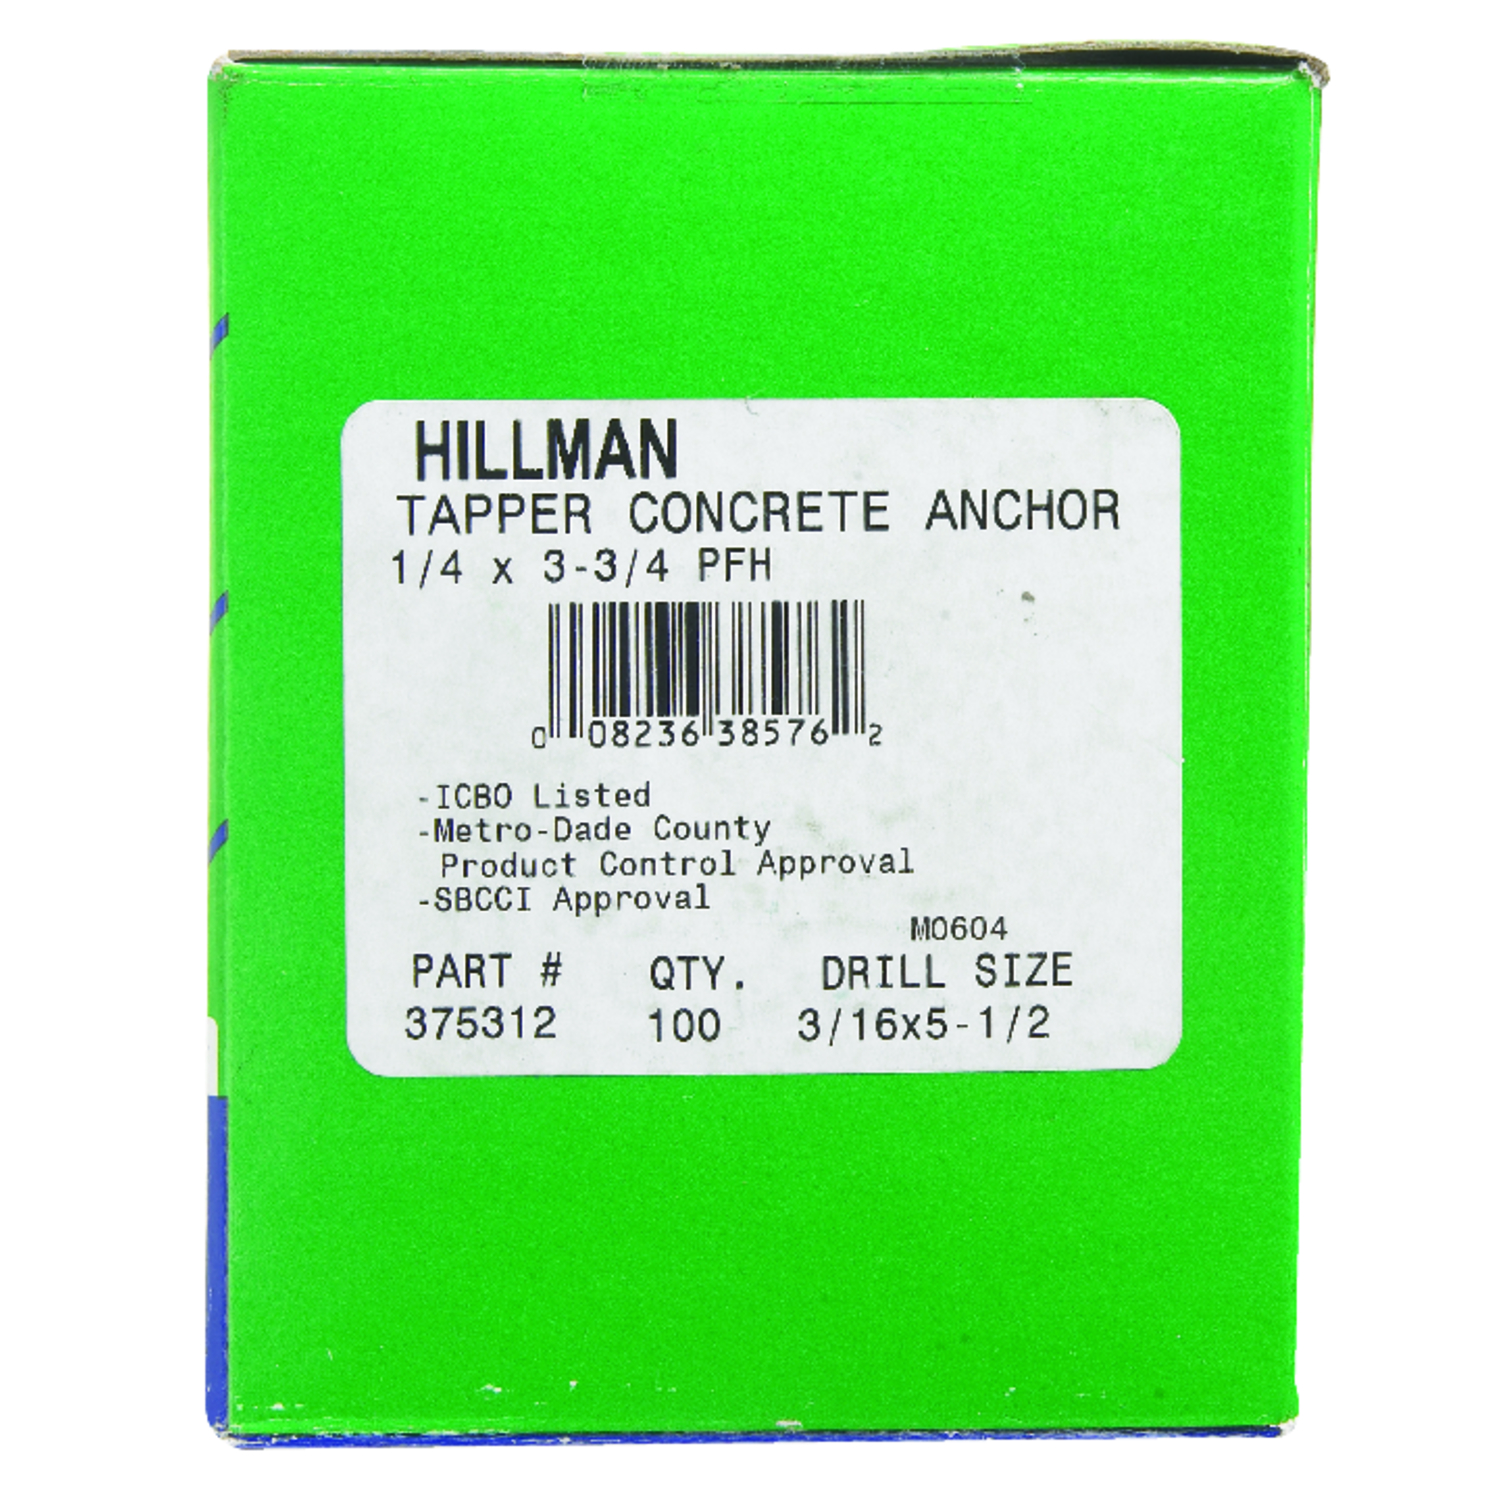 HILLMAN
TAPPER CONCRETE ANCHOR
1/4 x 3-3/4 PFH
0 08236 38576 2
-ICBO Listed
-Metro-Dade County
Product Control Approval
-SBCCI Approval
M0604
PART # QTY. DRILL SIZE
375312 100 3/16x5-1/2